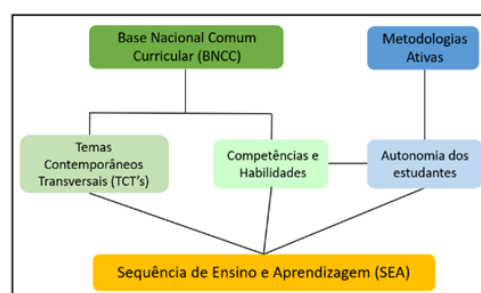 Base Nacional Comum
Curricular (BNCC)
Metodologias
Ativas
Temas
Contemporâneos
Transversais (TCT’s)
Competências e
Habilidades
Autonomia dos
estudantes
Sequência de Ensino e Aprendizagem (SEA)